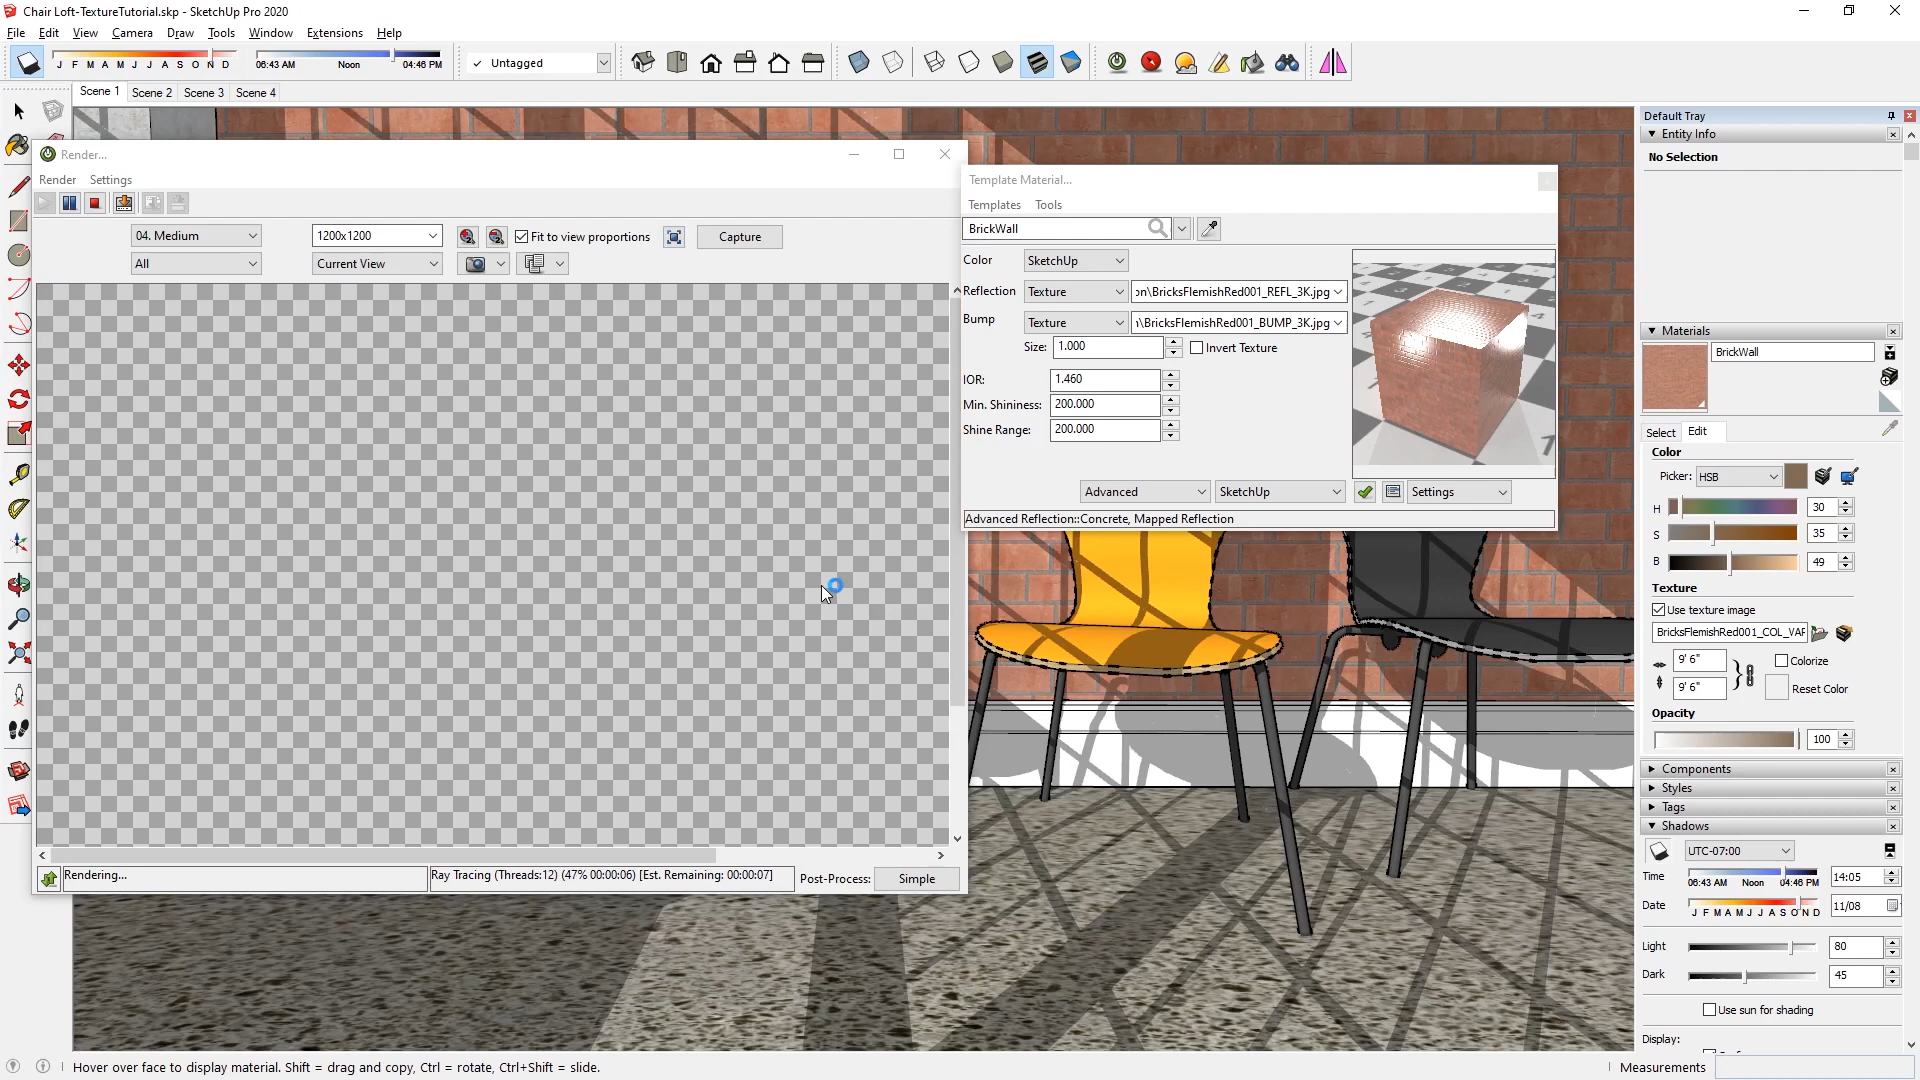 Chair Loft-TextureTutorial.skp - SketchUp Pro 2020
File Edit View Camera Draw Tools Window Extensions Help
J F M A M J J A S O N D 06:43 AM Noon 04:46 PM Untagged
Scene 1 Scene 2 Scene 3 Scene 4
Render...
Render Settings
04. Medium 1200x1200 Fit to view proportions Capture
All Current View
Rendering... Ray Tracing (Threads:12) (47% 00:00:06) [Est. Remaining: 00:00:07] Post-Process: Simple
Template Material...
Templates Tools
BrickWall
Color SketchUp
Reflection Texture on\BricksFlemishRed001_REFL_3K.jpg
Bump Texture \BricksFlemishRed001_BUMP_3K.jpg
Size: 1.000 Invert Texture
IOR: 1.460
Min. Shininess: 200.000
Shine Range: 200.000
Advanced SketchUp Settings
Advanced Reflection::Concrete, Mapped Reflection
Default Tray
Entity Info
No Selection
Materials
BrickWall
Select Edit
Color
Picker: HSB
H 30
S 35
B 49
Texture
Use texture image
BricksFlemishRed001_COL_VAR
9' 6" Colorize
9' 6" Reset Color
Opacity
100
Components
Styles
Tags
Shadows
UTC-07:00
Time 06:43 AM Noon 04:46 PM 14:05
Date J F M A M J J A S O N D 11/08
Light 80
Dark 45
Use sun for shading
Display:
Hover over face to display material. Shift = drag and copy, Ctrl = rotate, Ctrl+Shift = slide.
Measurements